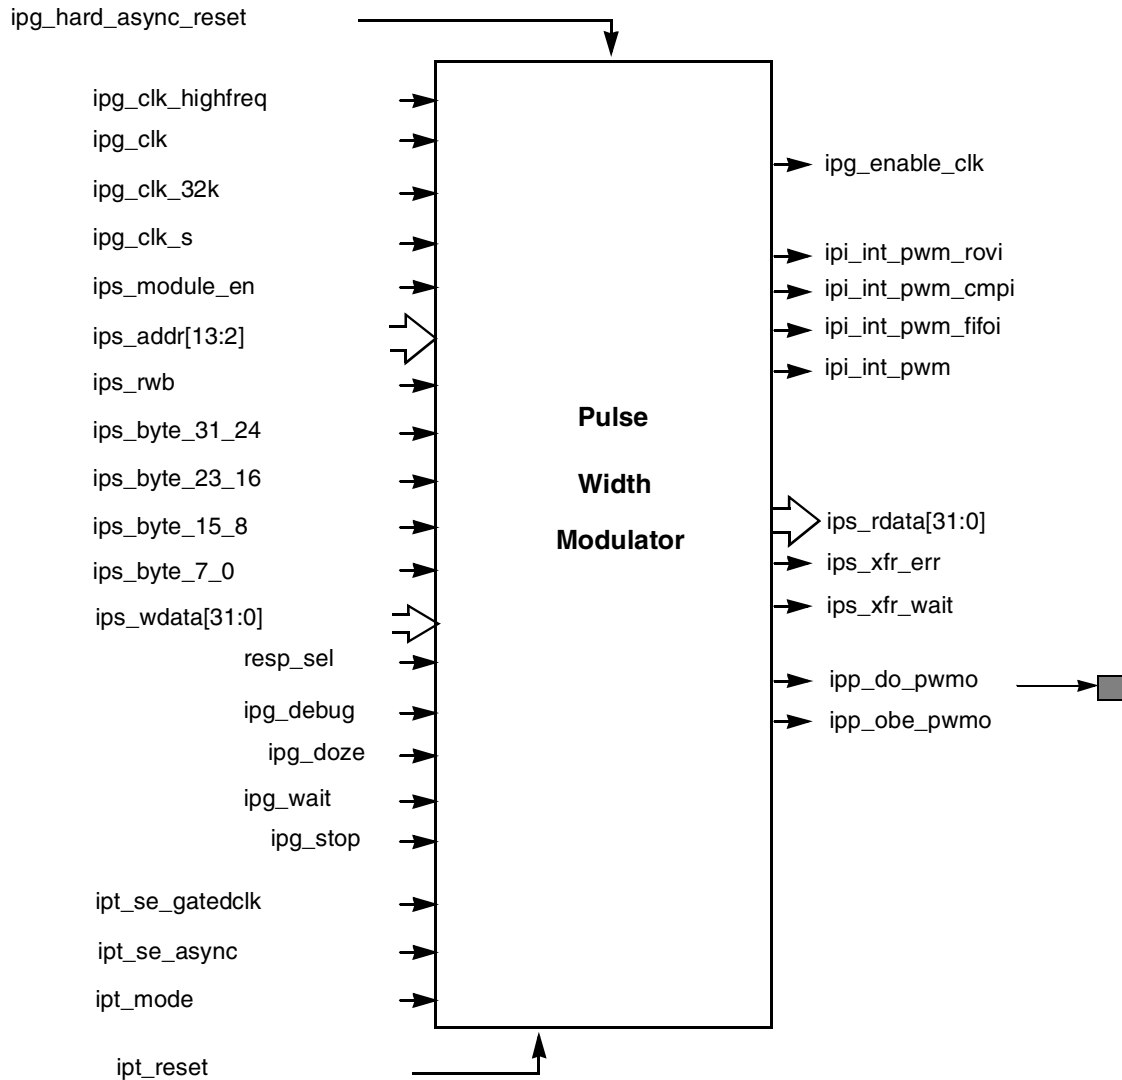 ipg_hard_async_reset
ipg_clk_highfreq
ipg_clk
ipg_clk_32k
ipg_clk_s
ips_module_en
ips_addr[13:2]
ips_rwb
ips_byte_31_24
ips_byte_23_16
ips_byte_15_8
ips_byte_7_0
ips_wdata[31:0]
resp_sel
ipg_debug
ipg_doze
ipg_wait
ipg_stop
ipt_se_gatedclk
ipt_se_async
ipt_mode
ipt_reset
Pulse
Width
Modulator
ipg_enable_clk
ipi_int_pwm_rovi
ipi_int_pwm_cmpi
ipi_int_pwm_fifoi
ipi_int_pwm
ips_rdata[31:0]
ips_xfr_err
ips_xfr_wait
ipp_do_pwmo
ipp_obe_pwmo